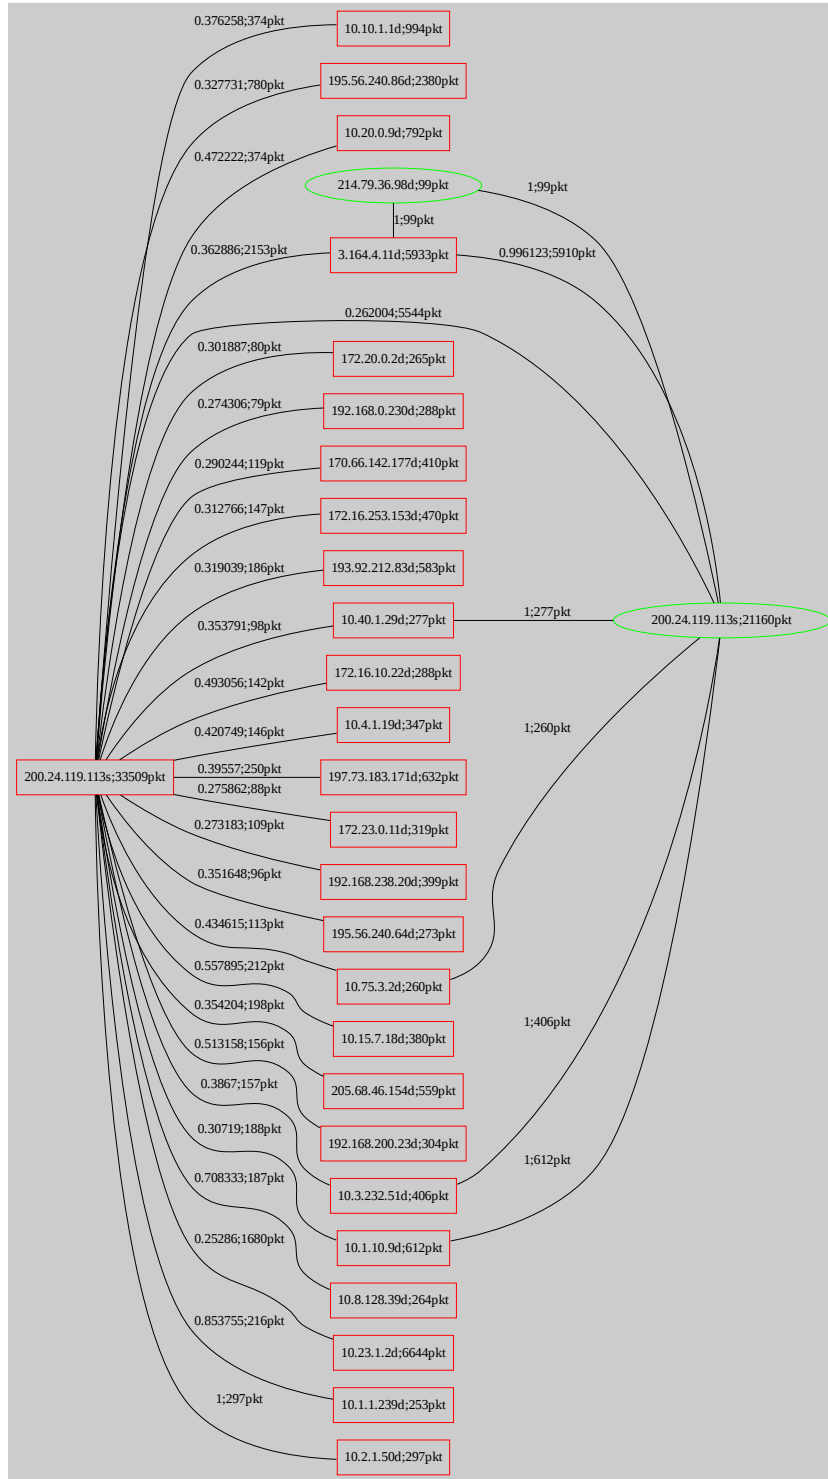 0.376258;374pkt
10.10.1.1d;994pkt
0.327731;780pkt
195.56.240.86d;2380pkt
10.20.0.9d;792pkt
0.472222;374pkt
214.79.36.98d;99pkt
1;99pkt
1;99pkt
0.362886;2153pkt
3.164.4.11d;5933pkt
0.996123;5910pkt
0.262004;5544pkt
0.301887;80pkt
172.20.0.2d;265pkt
0.274306;79pkt
192.168.0.230d;288pkt
0.290244;119pkt
170.66.142.177d;410pkt
0.312766;147pkt
172.16.253.153d;470pkt
0.319039;186pkt
193.92.212.83d;583pkt
0.353791;98pkt
10.40.1.29d;277pkt
1;277pkt
200.24.119.113s;21160pkt
0.493056;142pkt
172.16.10.22d;288pkt
0.420749;146pkt
10.4.1.19d;347pkt
1;260pkt
200.24.119.113s;33509pkt
0.39557;250pkt
197.73.183.171d;632pkt
0.275862;88pkt
0.273183;109pkt
172.23.0.11d;319pkt
0.351648;96pkt
192.168.238.20d;399pkt
0.434615;113pkt
195.56.240.64d;273pkt
0.557895;212pkt
10.75.3.2d;260pkt
0.354204;198pkt
10.15.7.18d;380pkt
1;406pkt
0.513158;156pkt
0.3867;157pkt
205.68.46.154d;559pkt
0.30719;188pkt
192.168.200.23d;304pkt
1;612pkt
0.708333;187pkt
10.3.232.51d;406pkt
0.25286;1680pkt
10.1.10.9d;612pkt
10.8.128.39d;264pkt
0.853755;216pkt
10.23.1.2d;6644pkt
1;297pkt
10.1.1.239d;253pkt
10.2.1.50d;297pkt